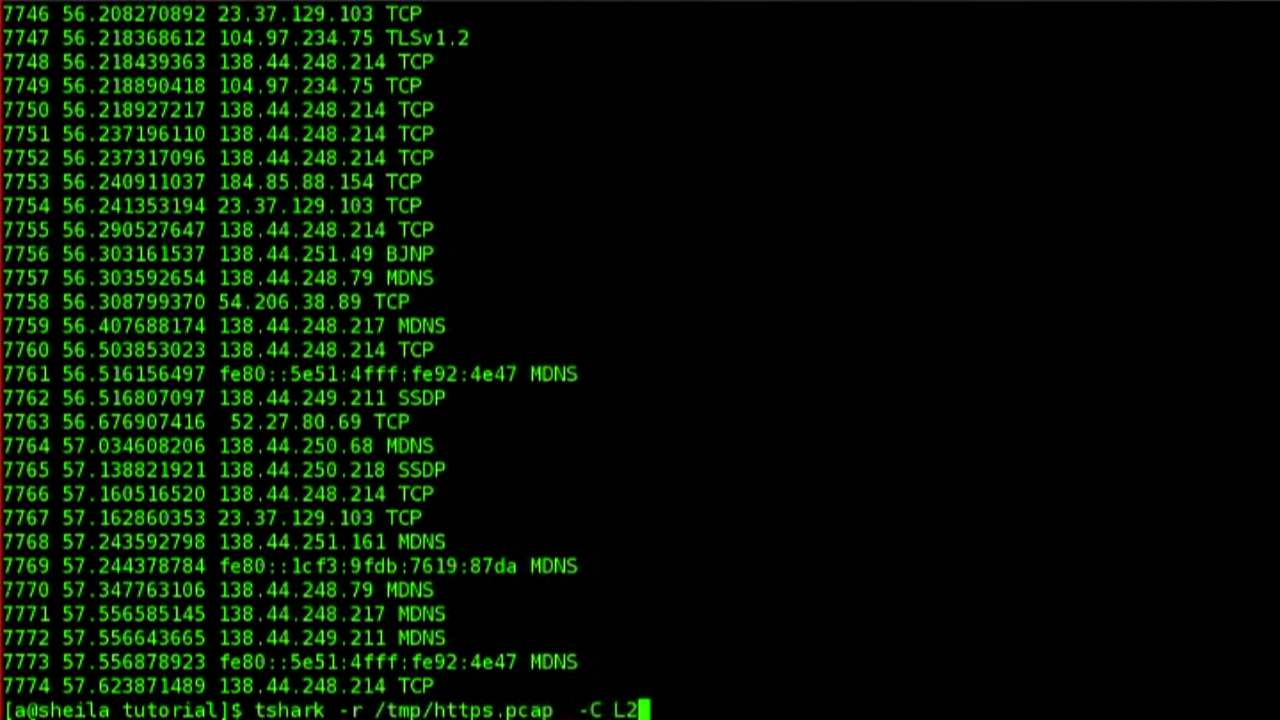 7746 56.208270892 23.37.129.103 TCP
7747 56.218368612 104.97.234.75 TLSv1.2
7748 56.218439363 138.44.248.214 TCP
7749 56.218890418 104.97.234.75 TCP
7750 56.218927217 138.44.248.214 TCP
7751 56.237196110 138.44.248.214 TCP
7752 56.237317096 138.44.248.214 TCP
7753 56.240911037 184.85.88.154 TCP
7754 56.241353194 23.37.129.103 TCP
7755 56.290527647 138.44.248.214 TCP
7756 56.303161537 138.44.251.49 BJNP
7757 56.303592654 138.44.248.79 MDNS
7758 56.308799370 54.206.38.89 TCP
7759 56.407688174 138.44.248.217 MDNS
7760 56.503853023 138.44.248.214 TCP
7761 56.516156497 fe80::5e51:4fff:fe92:4e47 MDNS
7762 56.516807097 138.44.249.211 SSDP
7763 56.676907416  52.27.80.69 TCP
7764 57.034608206 138.44.250.68 MDNS
7765 57.138821921 138.44.250.218 SSDP
7766 57.160516520 138.44.248.214 TCP
7767 57.162860353 23.37.129.103 TCP
7768 57.243592798 138.44.251.161 MDNS
7769 57.244378784 fe80::1cf3:9fdb:7619:87da MDNS
7770 57.347763106 138.44.248.79 MDNS
7771 57.556585145 138.44.248.217 MDNS
7772 57.556643665 138.44.249.211 MDNS
7773 57.556878923 fe80::5e51:4fff:fe92:4e47 MDNS
7774 57.623871489 138.44.248.214 TCP
[a@sheila tutorial]$ tshark -r /tmp/https.pcap  -C L2